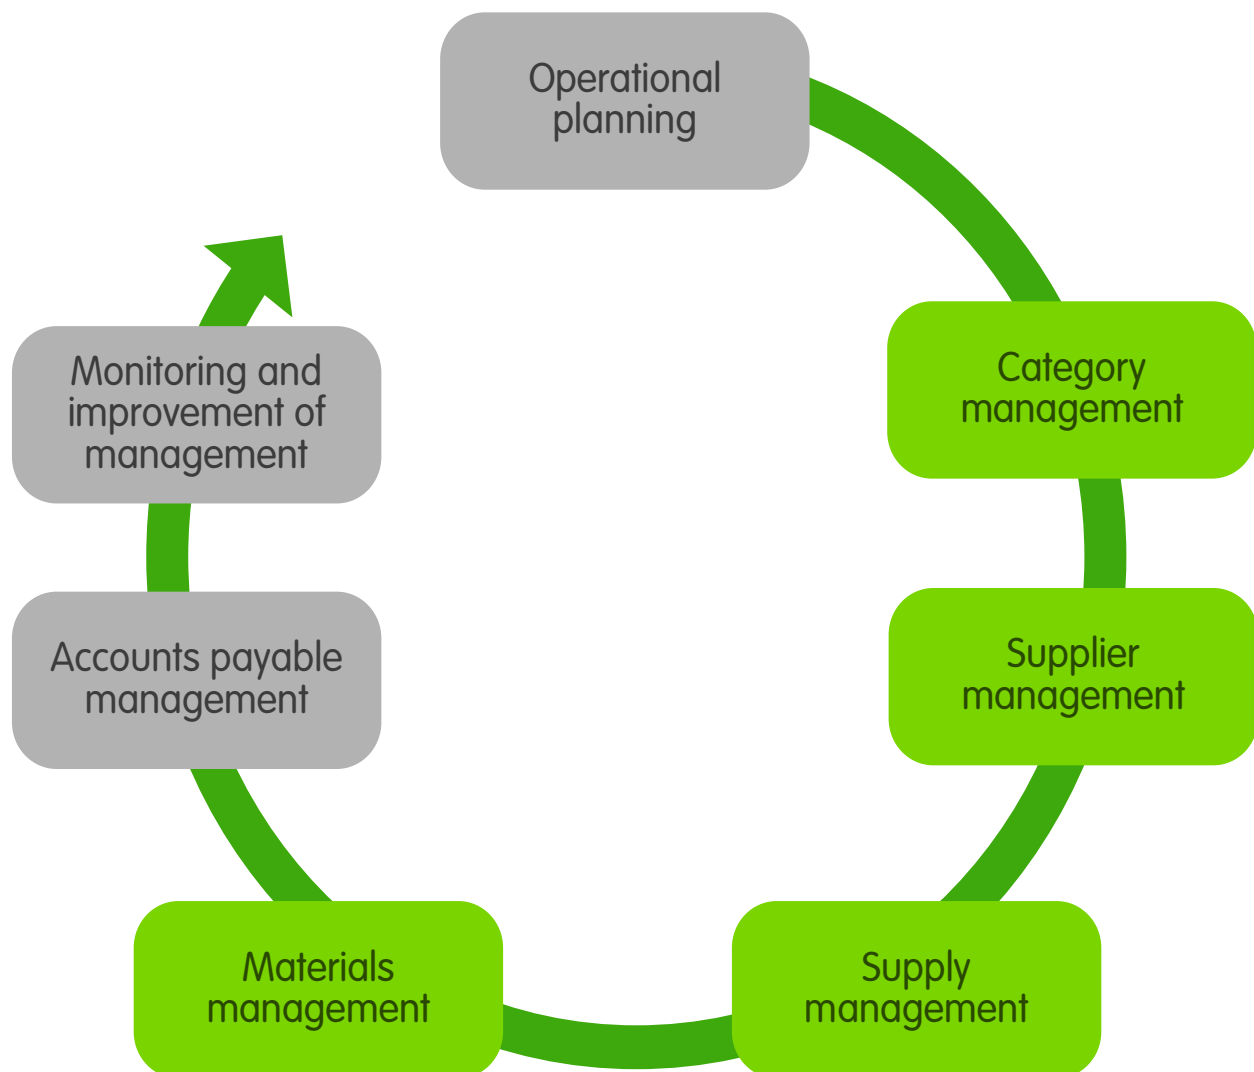 Operational
planning
Category
management
Supplier
management
Supply
management
Materials
management
Accounts payable
management
Monitoring and
improvement of
management